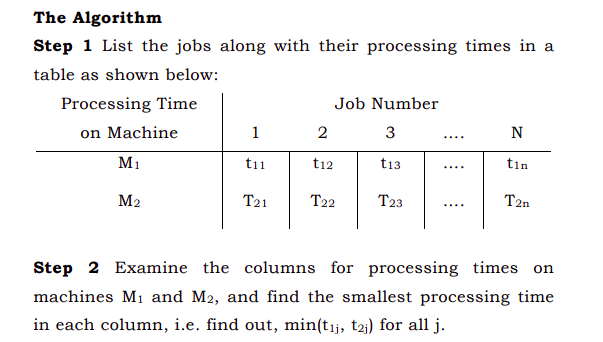 The Algorithm
Step 1 List the jobs along with their processing times in a
table as shown below:
Processing Time Job Number
on Machine 1 2 3 .... N
M1 t11 t12 t13 .... t1n
M2 T21 T22 T23 .... T2n
Step 2 Examine the columns for processing times on
machines M1 and M2, and find the smallest processing time
in each column, i.e. find out, min(t1j, t2j) for all j.